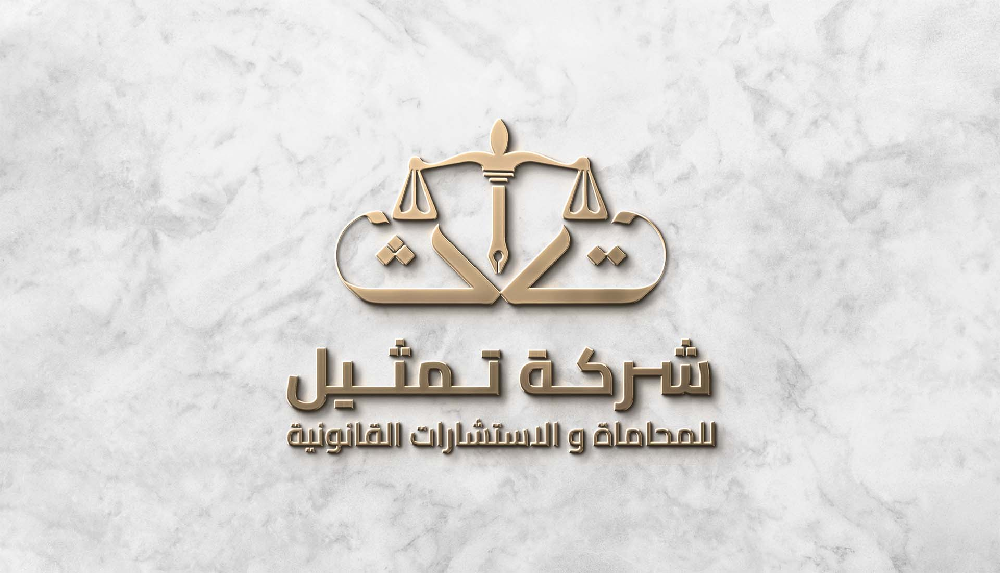 ت ث
شركة تمثيل
للمحاماة و الاستشارات القانونية